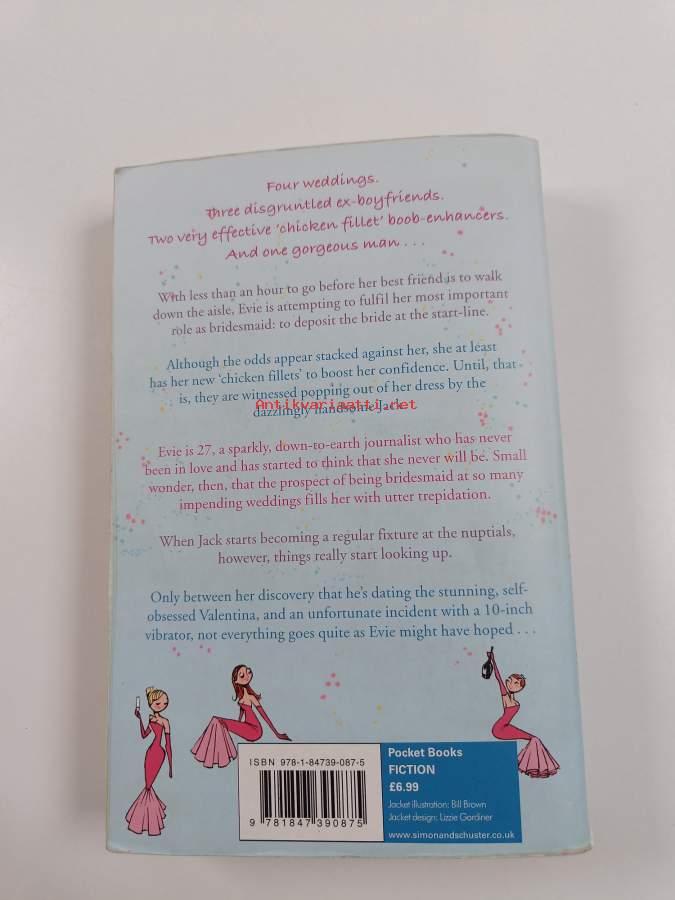 Four weddings.
Three disgruntled ex-boyfriends.
Two very effective 'chicken fillet' boob-enhancers.
And one gorgeous man . . .
With less than an hour to go before her best friend is to walk
down the aisle, Evie is attempting to fulfil her most important
role as bridesmaid: to deposit the bride at the start-line.
Although the odds appear stacked against her, she at least
has her new 'chicken fillets' to boost her confidence. Until, that
is, they are witnessed popping out of her dress by the
Antikvariaatti.net
dazzlingly handsome Jack.
Evie is 27, a sparkly, down-to-earth journalist who has never
been in love and has started to think that she never will be. Small
wonder, then, that the prospect of being bridesmaid at so many
impending weddings fills her with utter trepidation.
When Jack starts becoming a regular fixture at the nuptials,
however, things really start looking up.
Only between her discovery that he's dating the stunning, self-
obsessed Valentina, and an unfortunate incident with a 10-inch
vibrator, not everything goes quite as Evie might have hoped . . .
ISBN 978-1-84739-087-5
9 781847 390875
Pocket Books
FICTION
£6.99
Jacket illustration: Bill Brown
Jacket design: Lizzie Gardiner
www.simonandschuster.co.uk